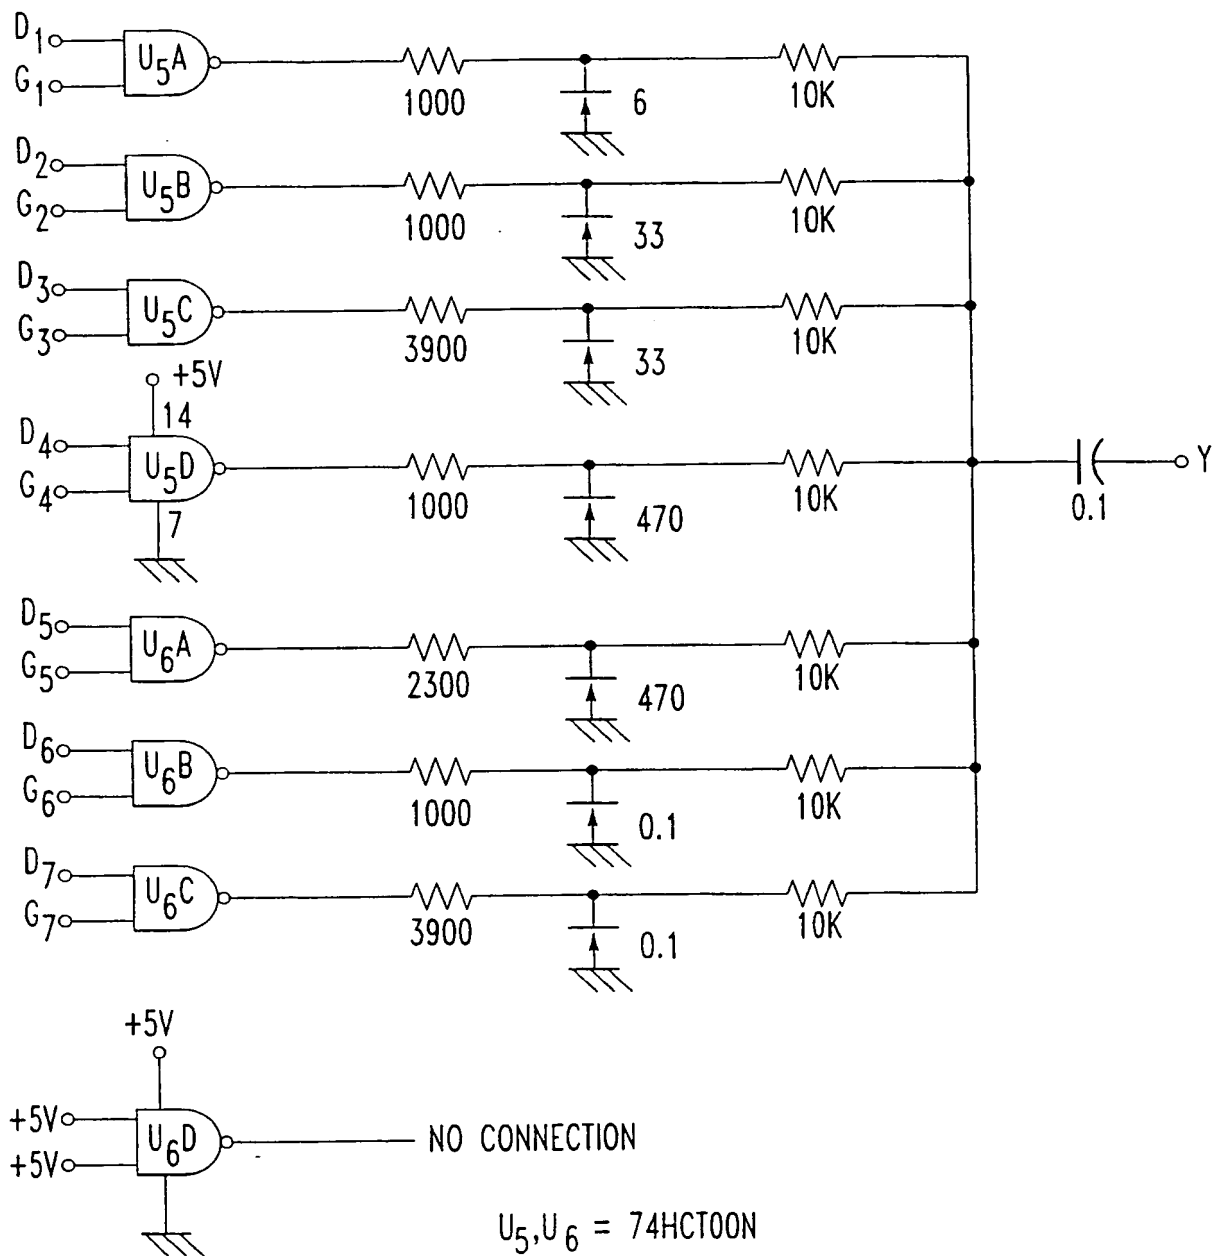 D1
U5A
G1
1000
6
10K
D2
U5B
G2
1000
33
10K
D3
U5C
G3
3900
33
10K
+5V
14
D4
U5D
G4
7
1000
470
10K
Y
0.1
D5
U6A
G5
2300
470
10K
D6
U6B
G6
1000
0.1
10K
D7
U6C
G7
3900
0.1
10K
+5V
+5V
U6D
+5V
NO CONNECTION
U5,U6 = 74HCT00N